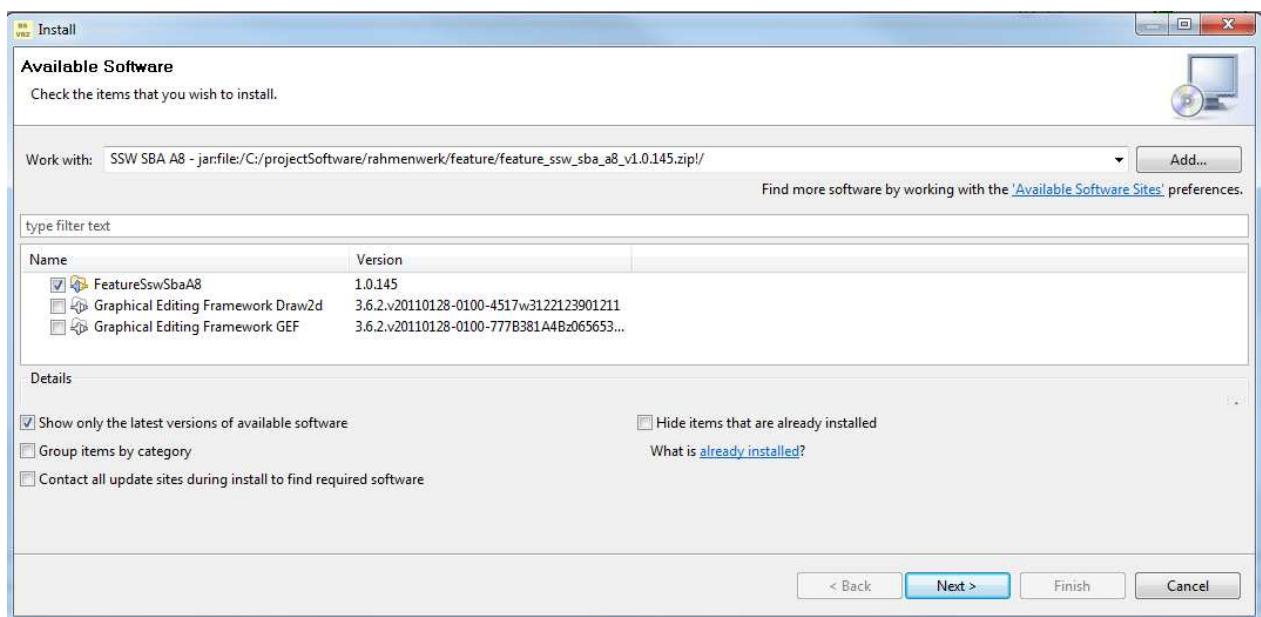 BS VRZ Install
Available Software
Check the items that you wish to install.
Work with: SSW SBA A8 - jar:file:/C:/projectSoftware/rahmenwerk/feature/feature_ssw_sba_a8_v1.0.145.zip!/ Add...
Find more software by working with the 'Available Software Sites' preferences.
type filter text
Name Version
FeatureSswSbaA8 1.0.145
Graphical Editing Framework Draw2d 3.6.2.v20110128-0100-4517w3122123901211
Graphical Editing Framework GEF 3.6.2.v20110128-0100-777B381A4Bz065653...
Details
Show only the latest versions of available software Hide items that are already installed
Group items by category What is already installed?
Contact all update sites during install to find required software
< Back Next > Finish Cancel